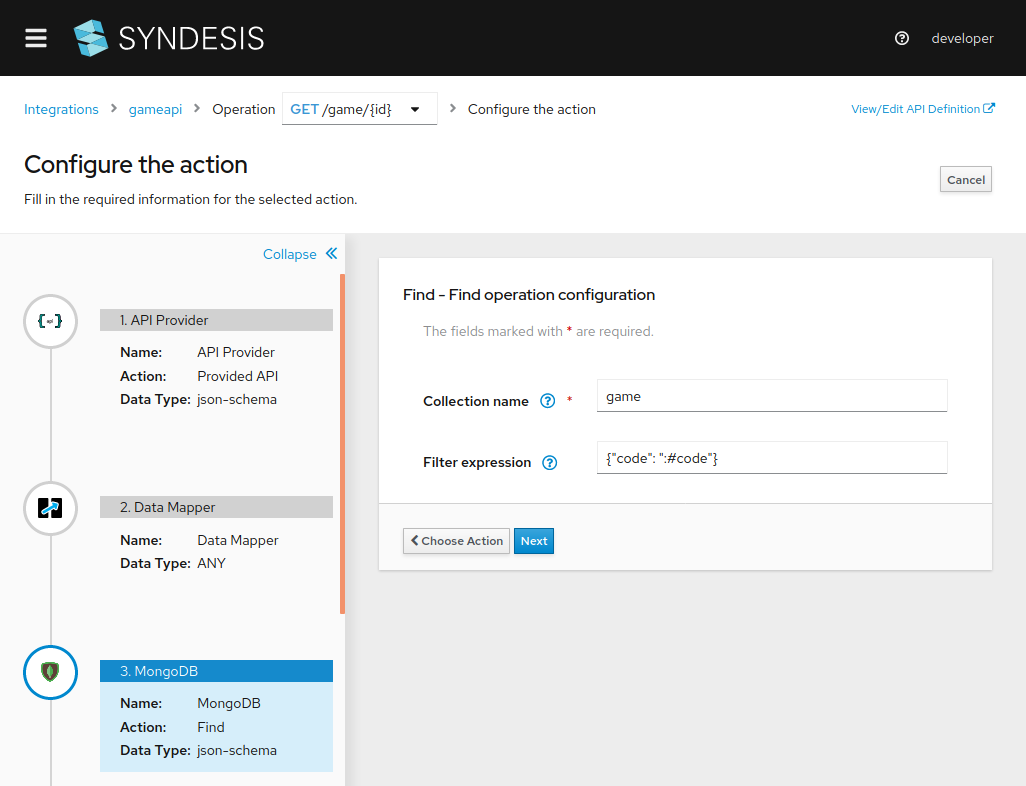 SYNDESIS
developer
Integrations > gameapi > Operation GET /game/{id} > Configure the action
View/Edit API Definition
Configure the action
Cancel
Fill in the required information for the selected action.
Collapse
1. API Provider
Name: API Provider
Action: Provided API
Data Type: json-schema
2. Data Mapper
Name: Data Mapper
Data Type: ANY
3. MongoDB
Name: MongoDB
Action: Find
Data Type: json-schema
Find - Find operation configuration
The fields marked with * are required.
Collection name * game
Filter expression {"code": ":#code"}
Choose Action Next